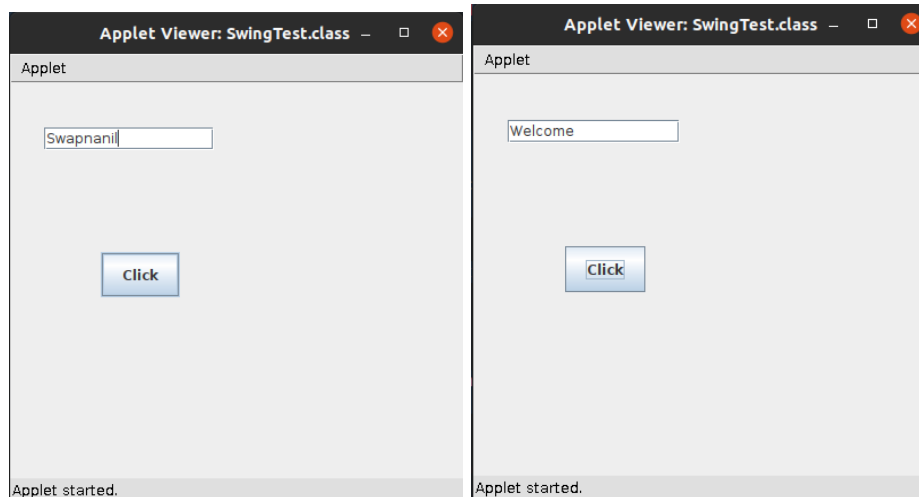 Applet Viewer: SwingTest.class
Applet
Swapnanil
Click
Applet started.
Applet Viewer: SwingTest.class
Applet
Welcome
Click
Applet started.